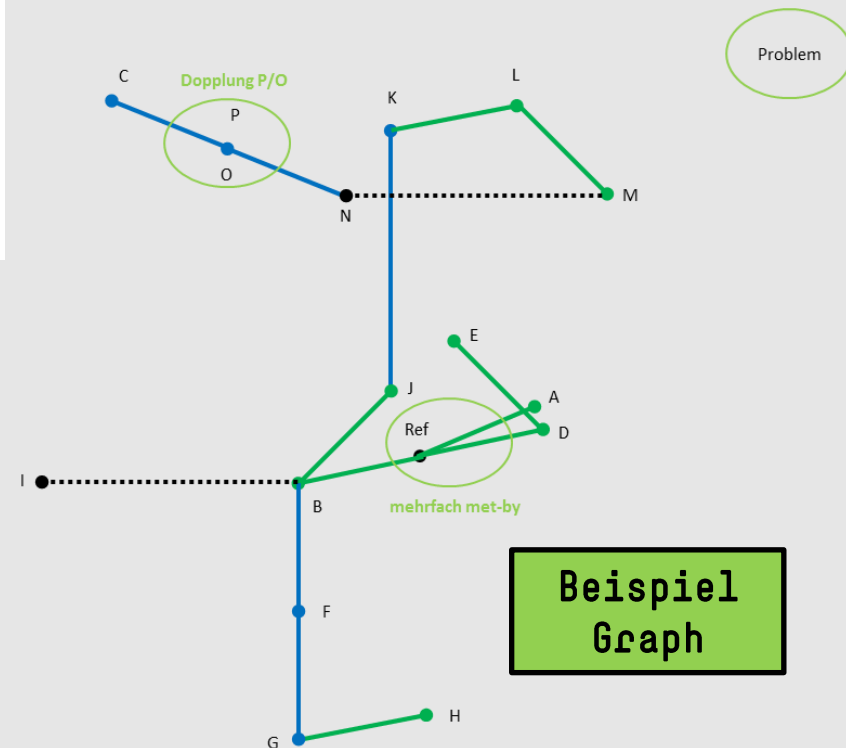 Problem
C
Dopplung P/O
P
O
N
K
L
M
E
A
J
Ref
D
I
B
mehrfach met-by
F
Beispiel
Graph
H
G